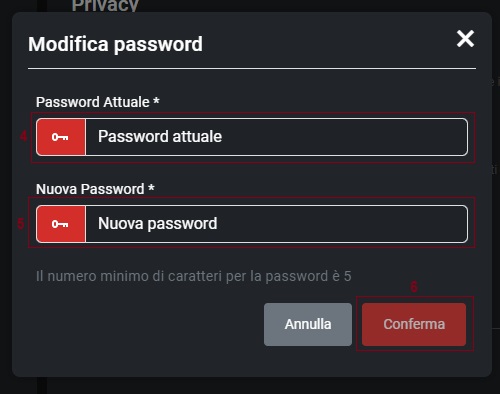 Privacy
Modifica password
Password Attuale *
4
Password attuale
Nuova Password *
5
Nuova password
Il numero minimo di caratteri per la password è 5
6
Annulla
Conferma